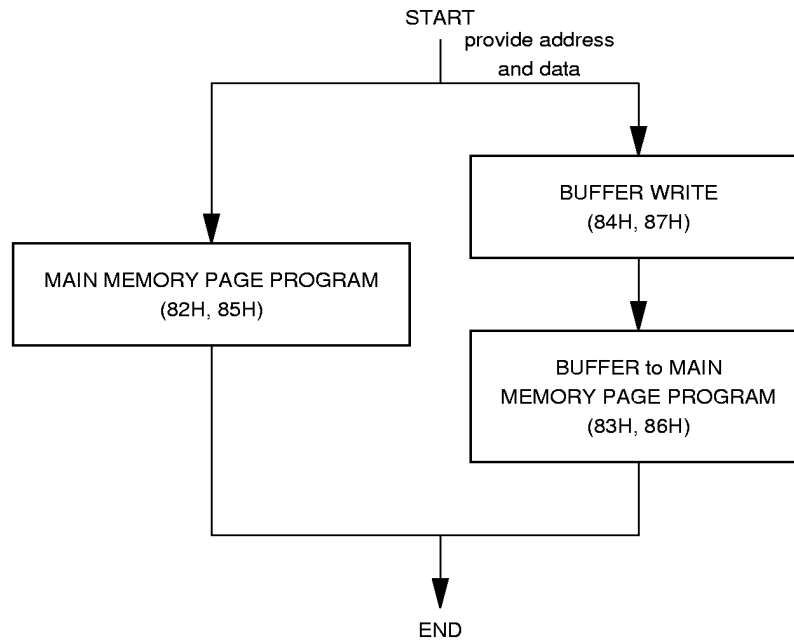 START
provide address
and data
BUFFER WRITE
(84H, 87H)
MAIN MEMORY PAGE PROGRAM
(82H, 85H)
BUFFER to MAIN
MEMORY PAGE PROGRAM
(83H, 86H)
END